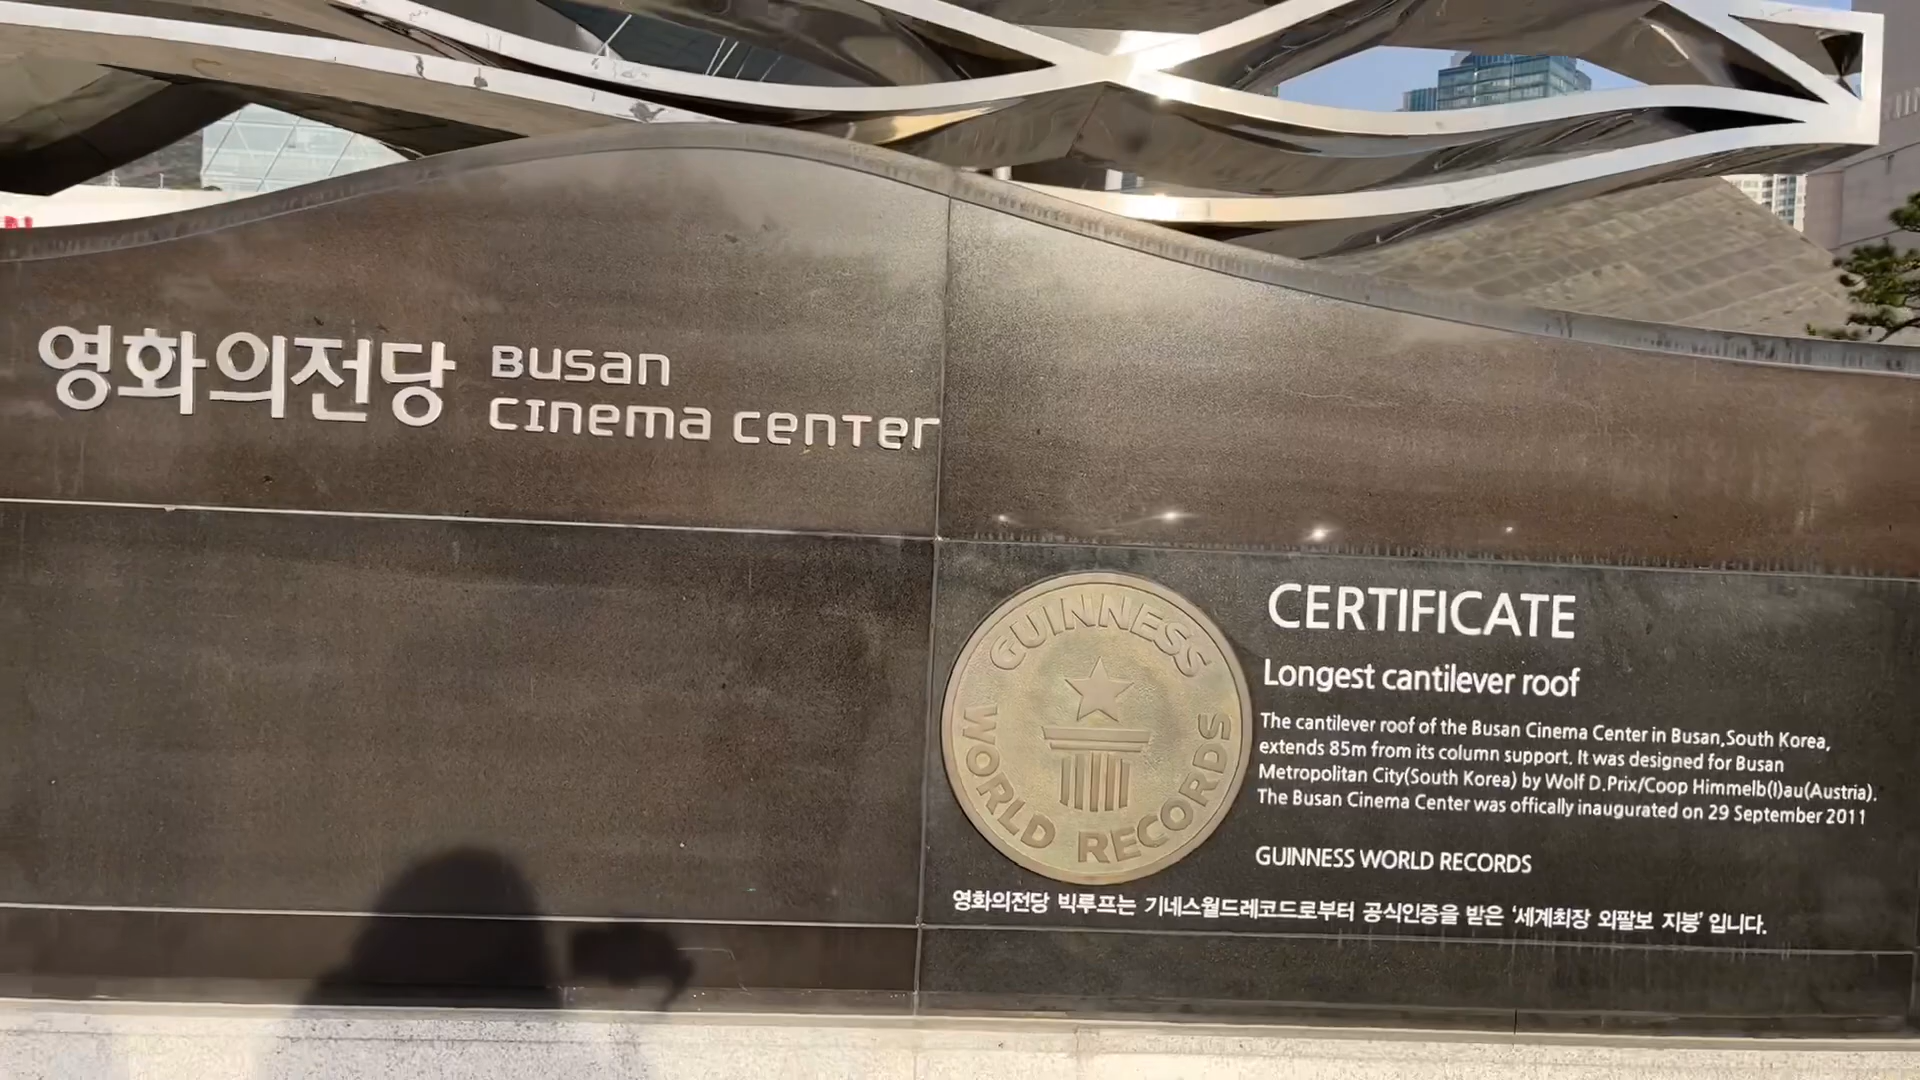 영화의전당
BUSAN
CINEMA CENTER
GUINNESS
WORLD RECORDS
CERTIFICATE
Longest cantilever roof
The cantilever roof of the Busan Cinema Center in Busan,South Korea,
extends 85m from its column support. It was designed for Busan
Metropolitan City(South Korea) by Wolf D.Prix/Coop Himmelb(l)au(Austria).
The Busan Cinema Center was offically inaugurated on 29 September 2011
GUINNESS WORLD RECORDS
영화의전당 빅루프는 기네스월드레코드로부터 공식인증을 받은 '세계최장 외팔보 지붕' 입니다.